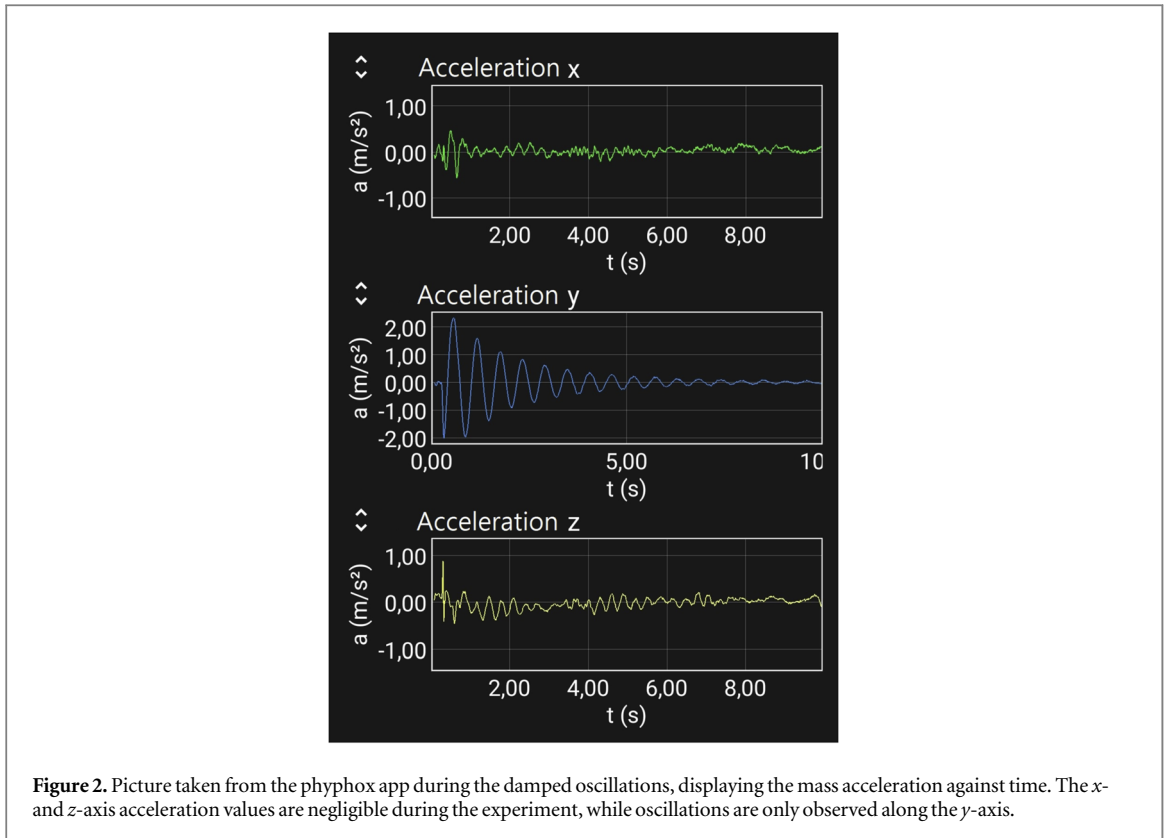 Acceleration x
a (m/s²)
1,00
0,00
-1,00
2,00 4,00 6,00 8,00
t (s)
Acceleration y
a (m/s²)
2,00
1,00
0,00
-1,00
-2,00
0,00 5,00 10
t (s)
Acceleration z
a (m/s²)
1,00
0,00
-1,00
2,00 4,00 6,00 8,00
t (s)
Figure 2. Picture taken from the phyphox app during the damped oscillations, displaying the mass acceleration against time. The x-
and z-axis acceleration values are negligible during the experiment, while oscillations are only observed along the y-axis.